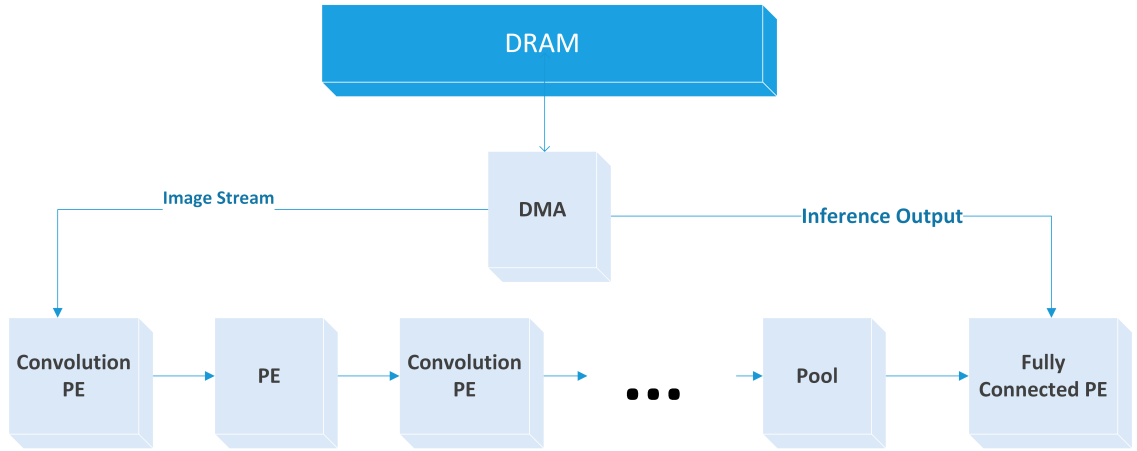 DRAM
DMA
Image Stream
Inference Output
Convolution
PE
PE
Convolution
PE
...
Pool
Fully
Connected PE